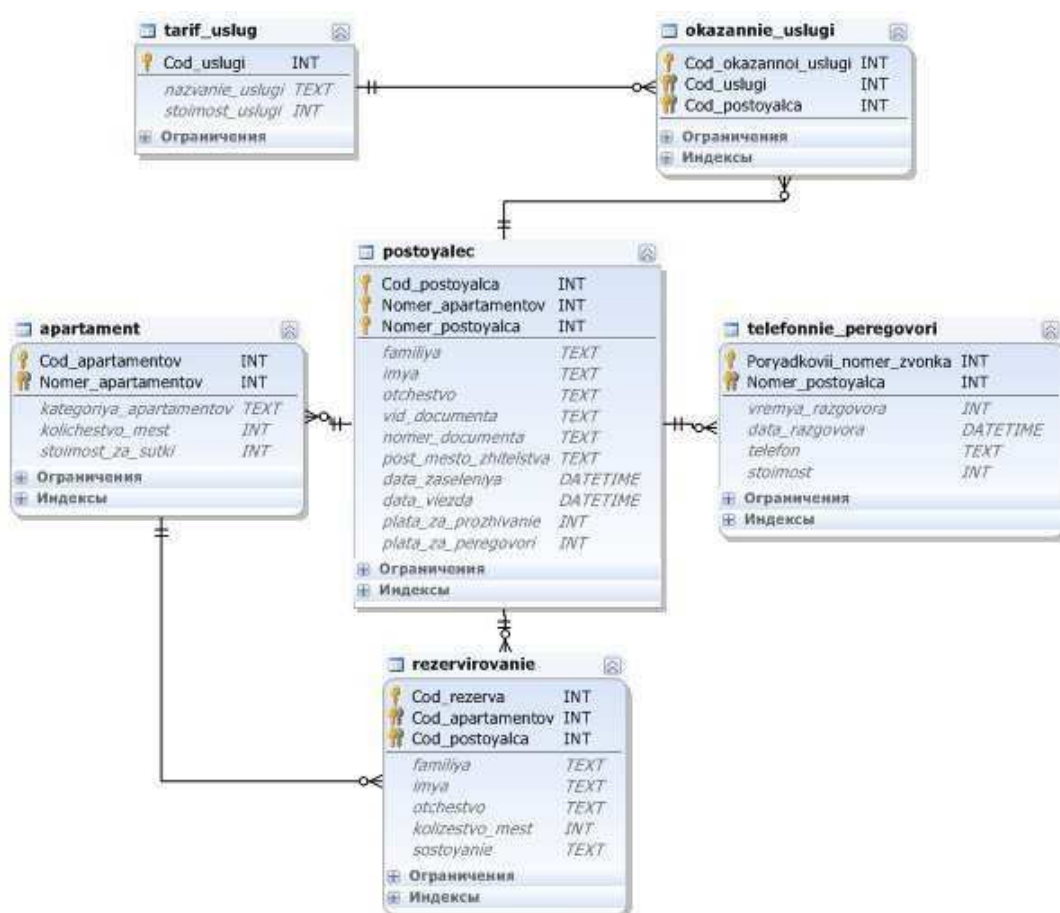 tarif_uslug
Cod_uslugi INT
nazvanie_uslugi TEXT
stoimost_uslugi INT
Ограничения
okazannie_uslugi
Cod_okazannoi_uslugi INT
Cod_uslugi INT
Cod_postoyalca INT
Ограничения
Индексы
postoyalec
Cod_postoyalca INT
Nomer_apartamentov INT
Nomer_postoyalca INT
familiya TEXT
imya TEXT
otchestvo TEXT
vid_documenta TEXT
nomer_documenta TEXT
post_mesto_zhitelstva TEXT
data_zaseleniya DATETIME
data_viezda DATETIME
plata_za_prozhivanie INT
plata_za_peregovori INT
Ограничения
Индексы
apartament
Cod_apartamentov INT
Nomer_apartamentov INT
kategoriya_apartamentov TEXT
kolichestvo_mest INT
stoimost_za_sutki INT
Ограничения
Индексы
telefonnie_peregovori
Poryadkovii_nomer_zvonka INT
Nomer_postoyalca INT
vremya_razgovora INT
data_razgovora DATETIME
telefon TEXT
stoimost INT
Ограничения
Индексы
rezervirovanie
Cod_rezerva INT
Cod_apartamentov INT
Cod_postoyalca INT
familiya TEXT
imya TEXT
otchestvo TEXT
kolizestvo_mest INT
sostoyanie TEXT
Ограничения
Индексы